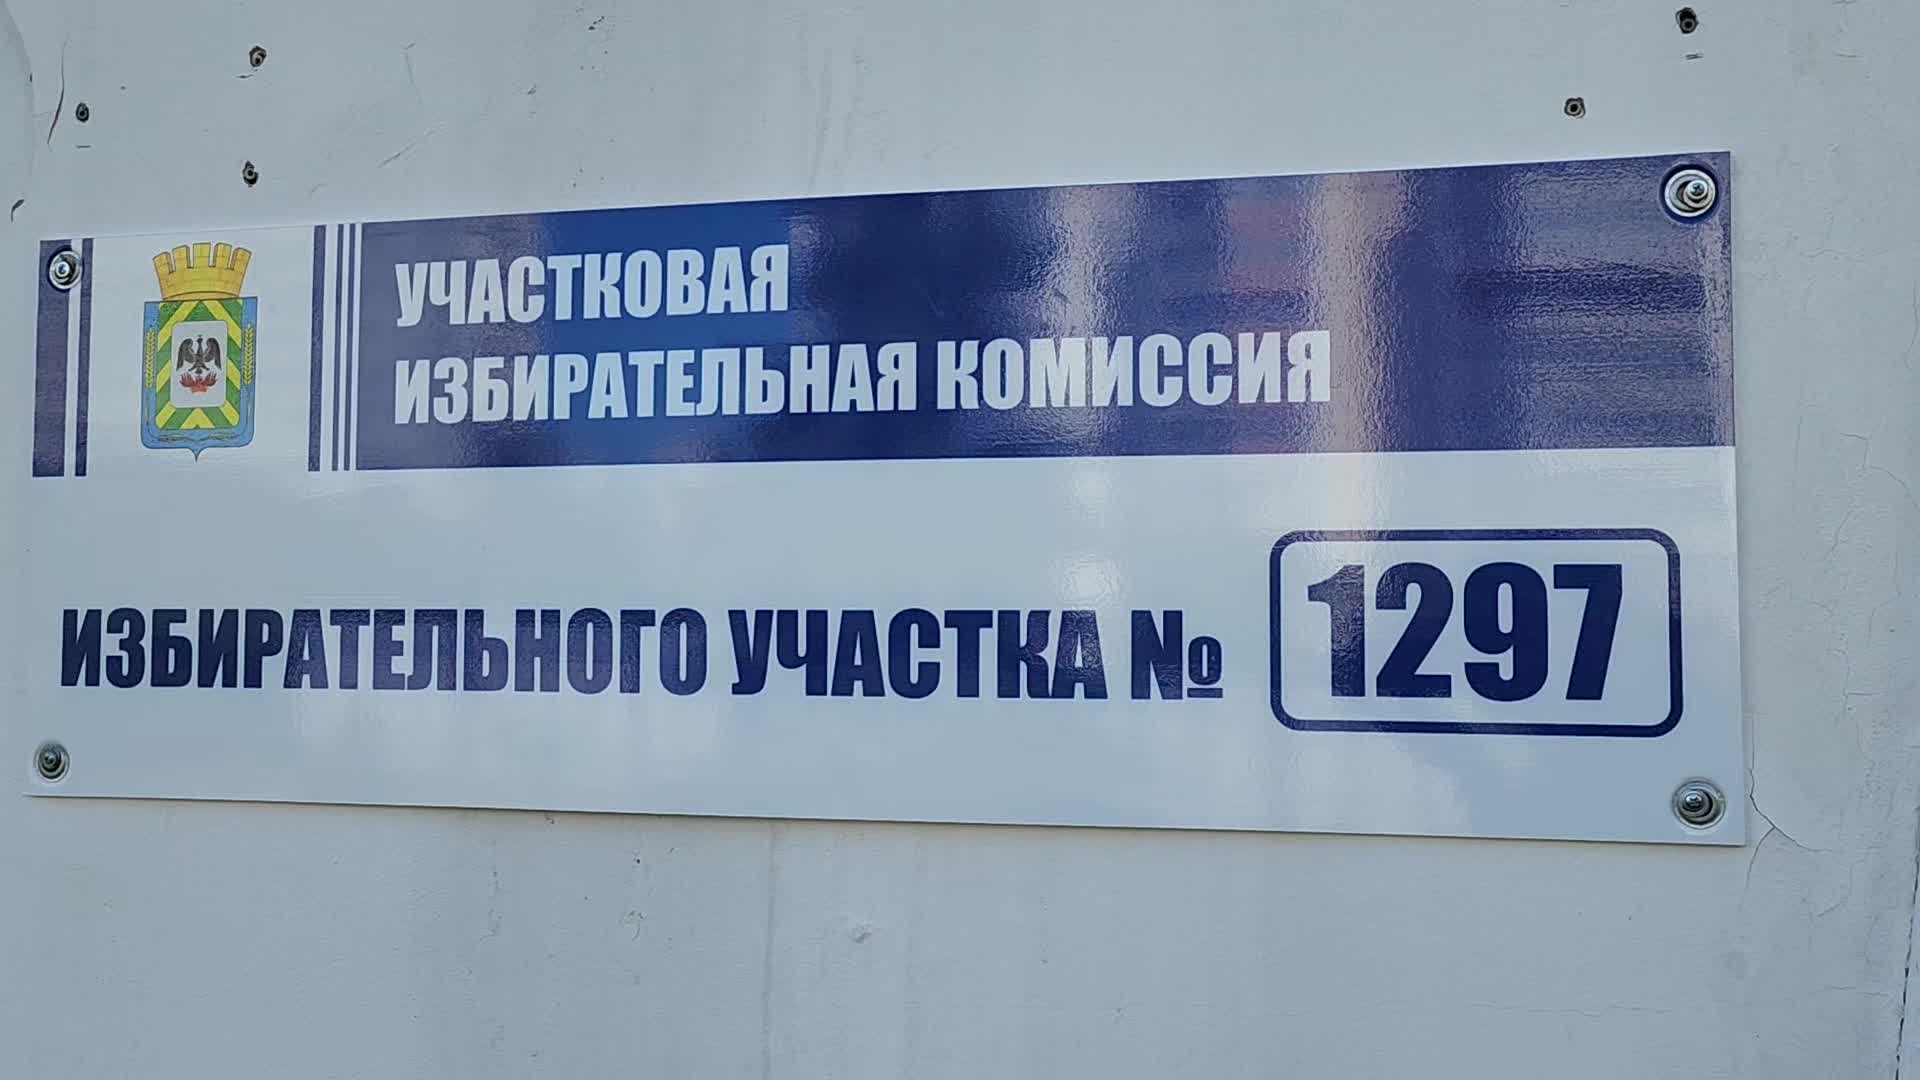 УЧАСТКОВАЯ
ИЗБИРАТЕЛЬНАЯ КОМИССИЯ
ИЗБИРАТЕЛЬНОГО УЧАСТКА № 1297